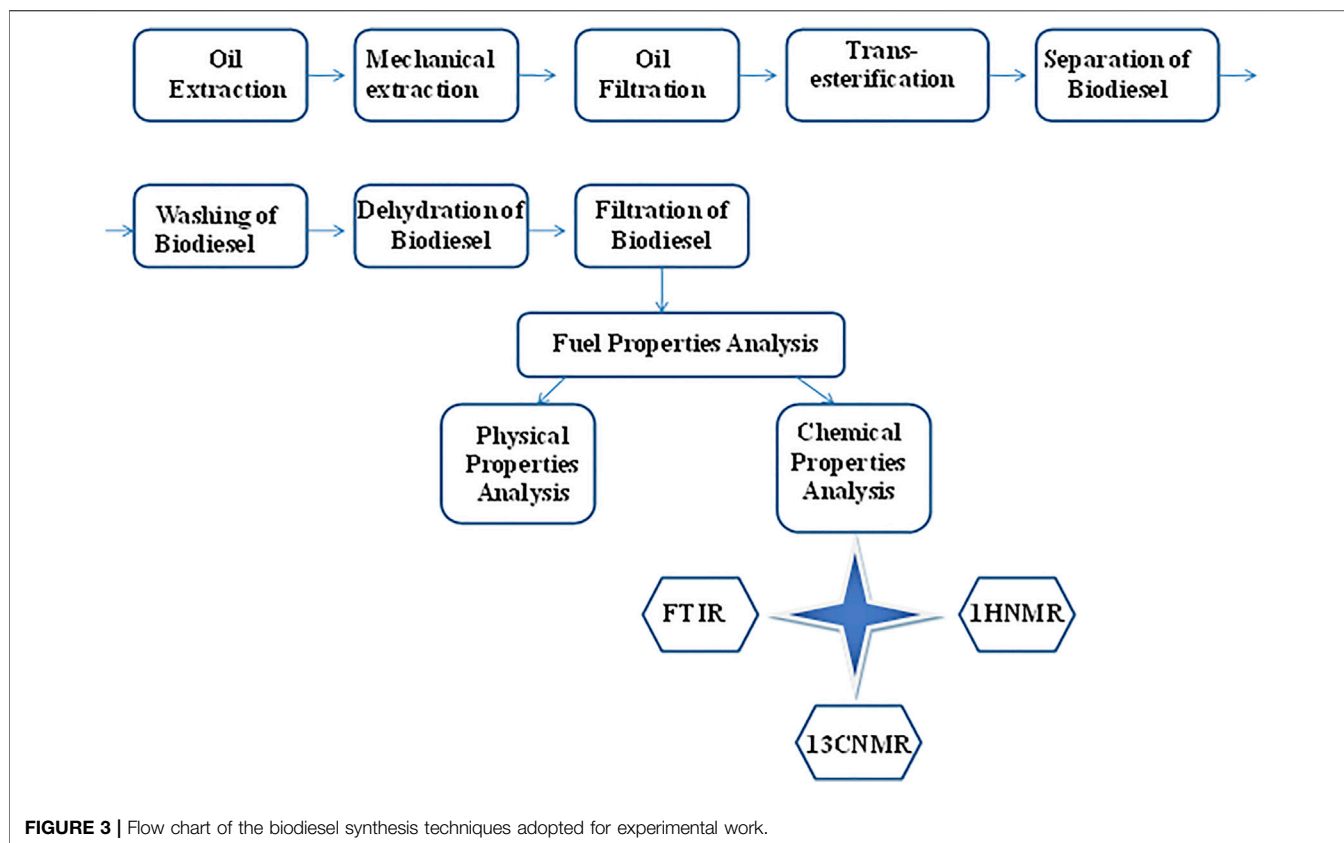 Oil
Extraction
Mechanical
extraction
Oil
Filtration
Trans-
esterification
Separation of
Biodiesel
Washing of
Biodiesel
Dehydration of
Biodiesel
Filtration of
Biodiesel
Fuel Properties Analysis
Physical
Properties
Analysis
Chemical
Properties
Analysis
FTIR
1HNMR
13CNMR
FIGURE 3 | Flow chart of the biodiesel synthesis techniques adopted for experimental work.